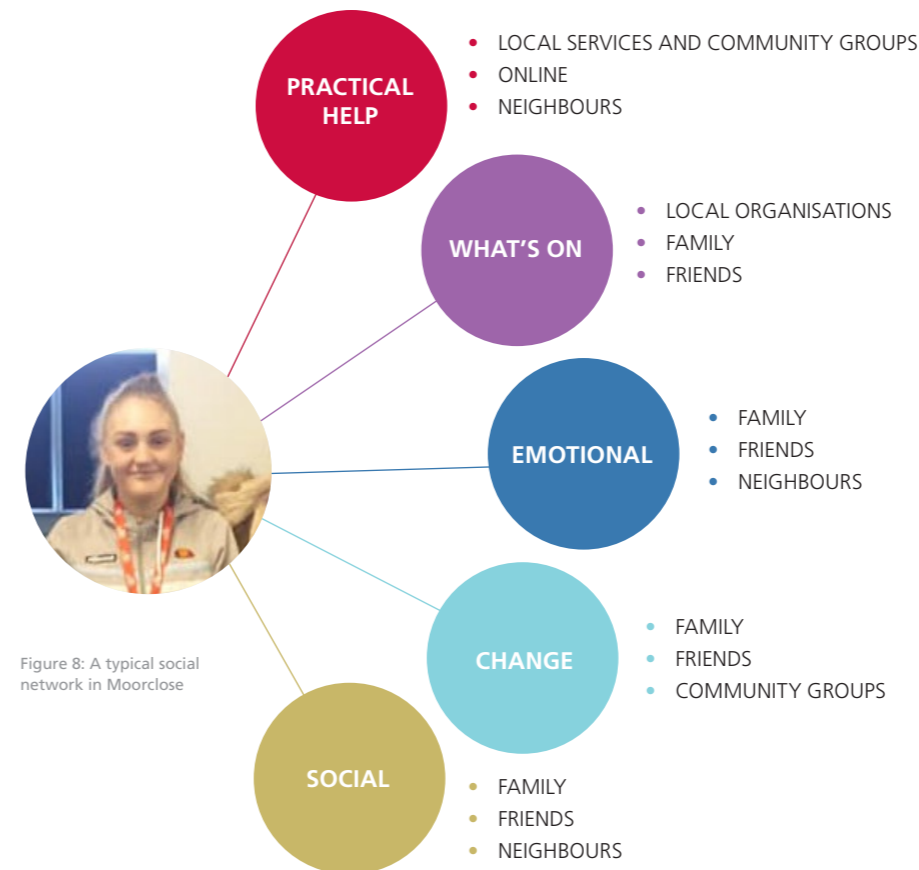 PRACTICAL
HELP
• LOCAL SERVICES AND COMMUNITY GROUPS
• ONLINE
• NEIGHBOURS
WHAT'S ON
• LOCAL ORGANISATIONS
• FAMILY
• FRIENDS
EMOTIONAL
• FAMILY
• FRIENDS
• NEIGHBOURS
CHANGE
• FAMILY
• FRIENDS
• COMMUNITY GROUPS
Figure 8: A typical social
network in Moorclose
SOCIAL
• FAMILY
• FRIENDS
• NEIGHBOURS